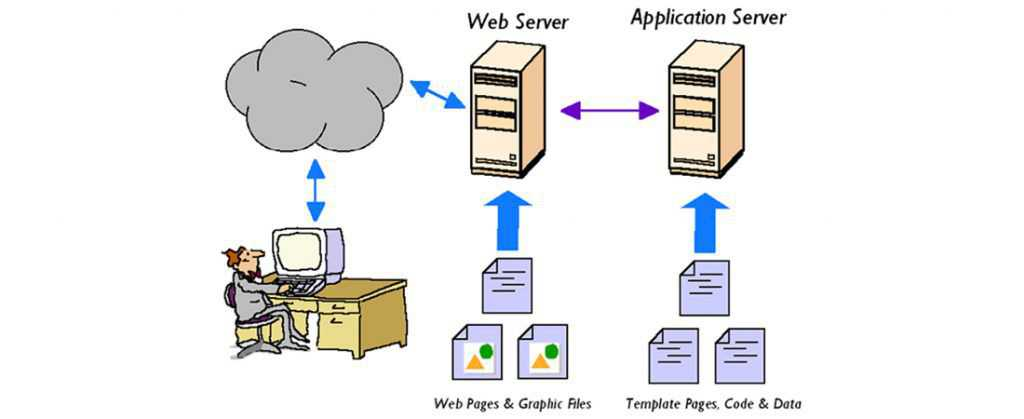 Web Server
Application Server
Web Pages & Graphic Files
Template Pages, Code & Data